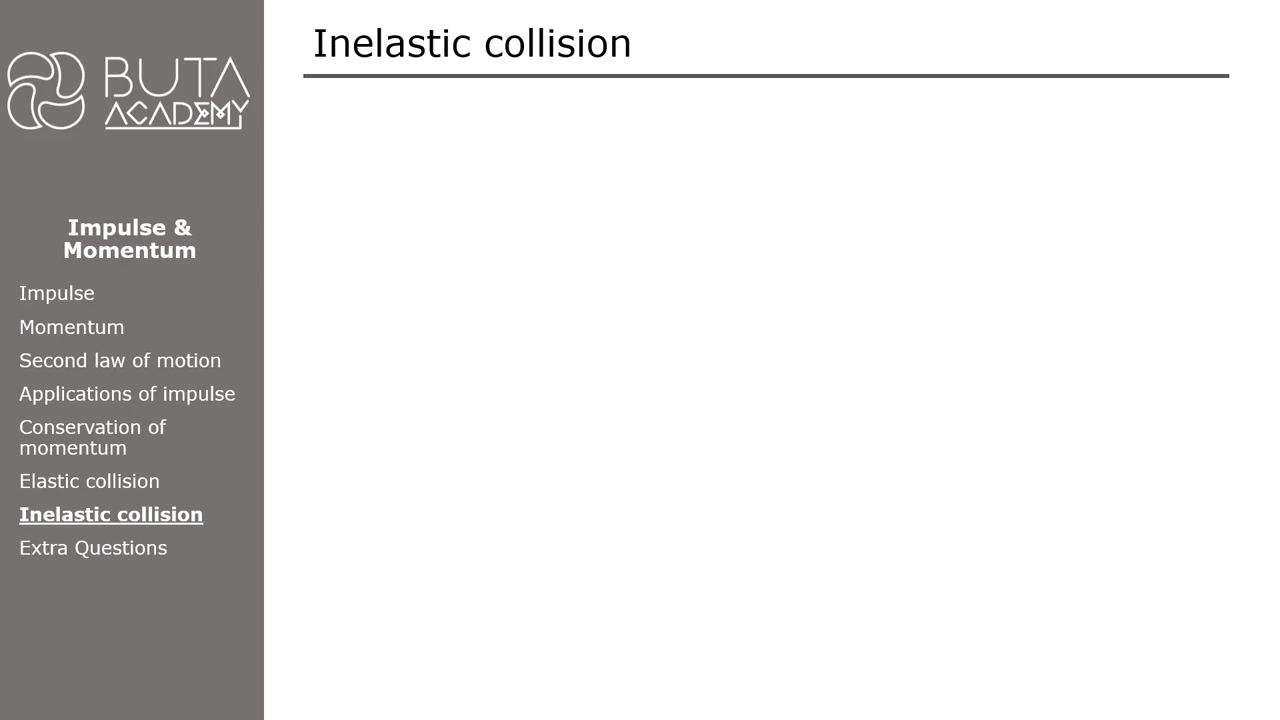 BUTA
ACADEMY
Impulse &
Momentum
Impulse
Momentum
Second law of motion
Applications of impulse
Conservation of
momentum
Elastic collision
Inelastic collision
Extra Questions
Inelastic collision